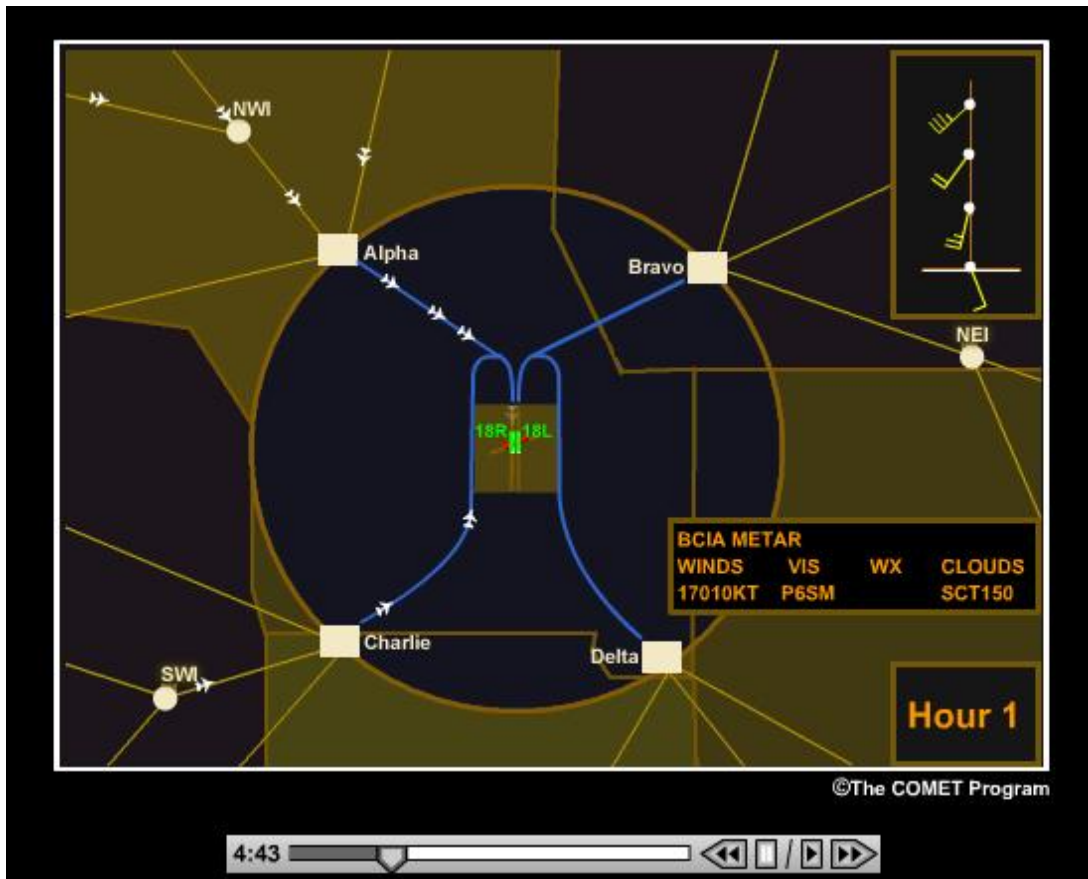 NWI
Alpha
Bravo
NEI
18R 18L
BCIA METAR
WINDS VIS WX CLOUDS
17010KT P6SM SCT150
Charlie
Delta
SWI
Hour 1
©The COMET Program
4:43